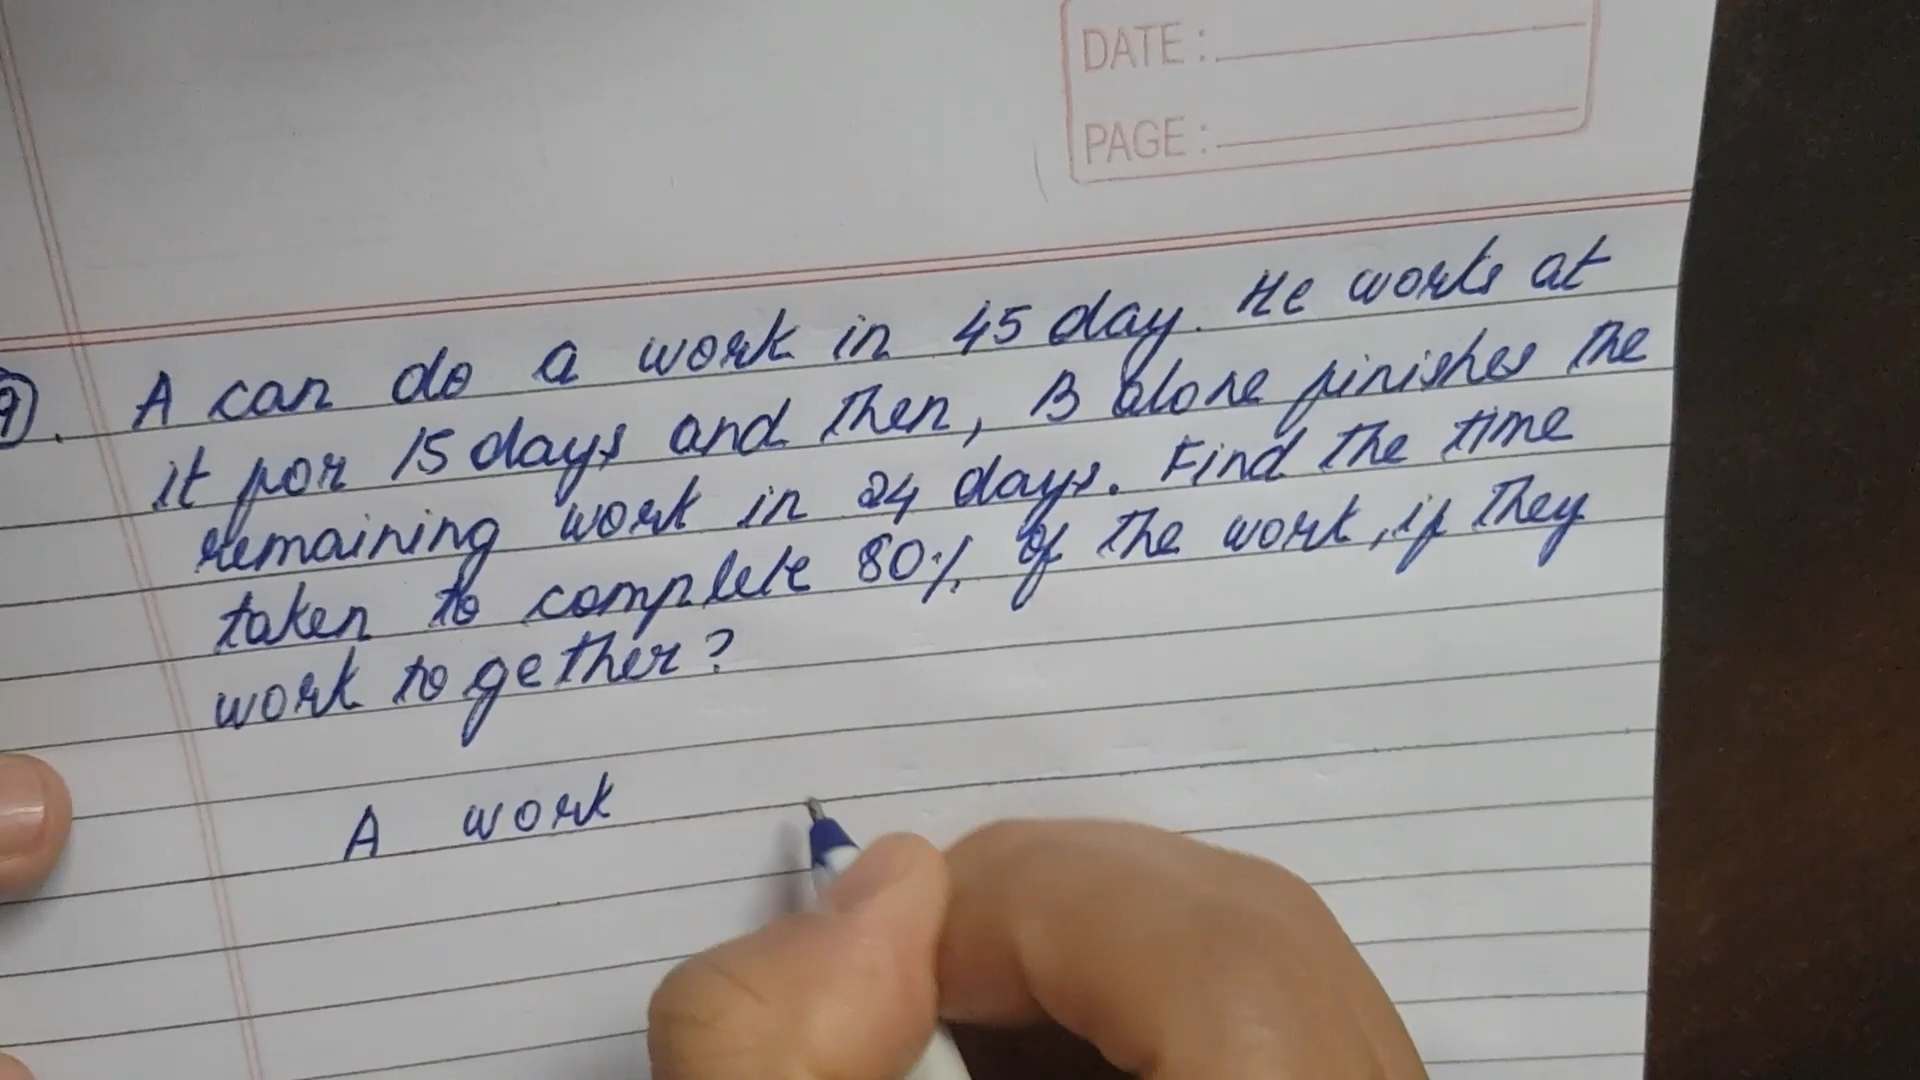 DATE :
PAGE :
9. A can do a work in 45 day. He works at
it for 15 days and then, B alone finishes the
remaining work in 24 days. Find the time
taken to complete 80% of the work, if they
work together?
A work